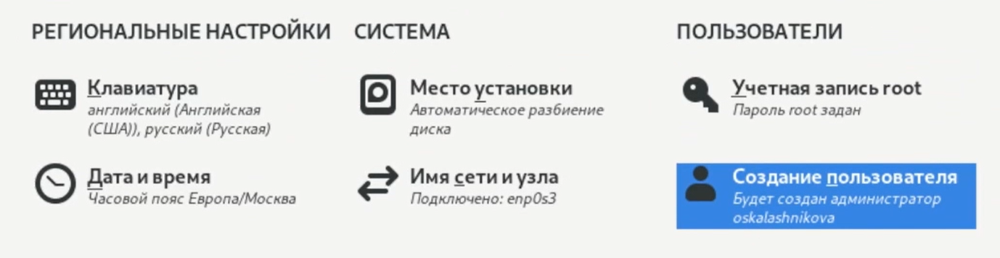 РЕГИОНАЛЬНЫЕ НАСТРОЙКИ
СИСТЕМА
ПОЛЬЗОВАТЕЛИ
Клавиатура
английский (Английская
(США)), русский (Русская)
Место установки
Автоматическое разбиение
диска
Учетная запись root
Пароль root задан
Дата и время
Часовой пояс Европа/Москва
Имя сети и узла
Подключено: enp0s3
Создание пользователя
Будет создан администратор
oskalashnikova